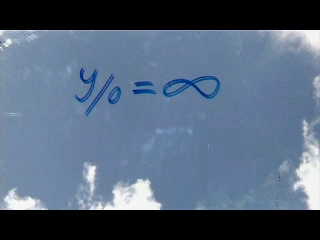 y/0 = ∞